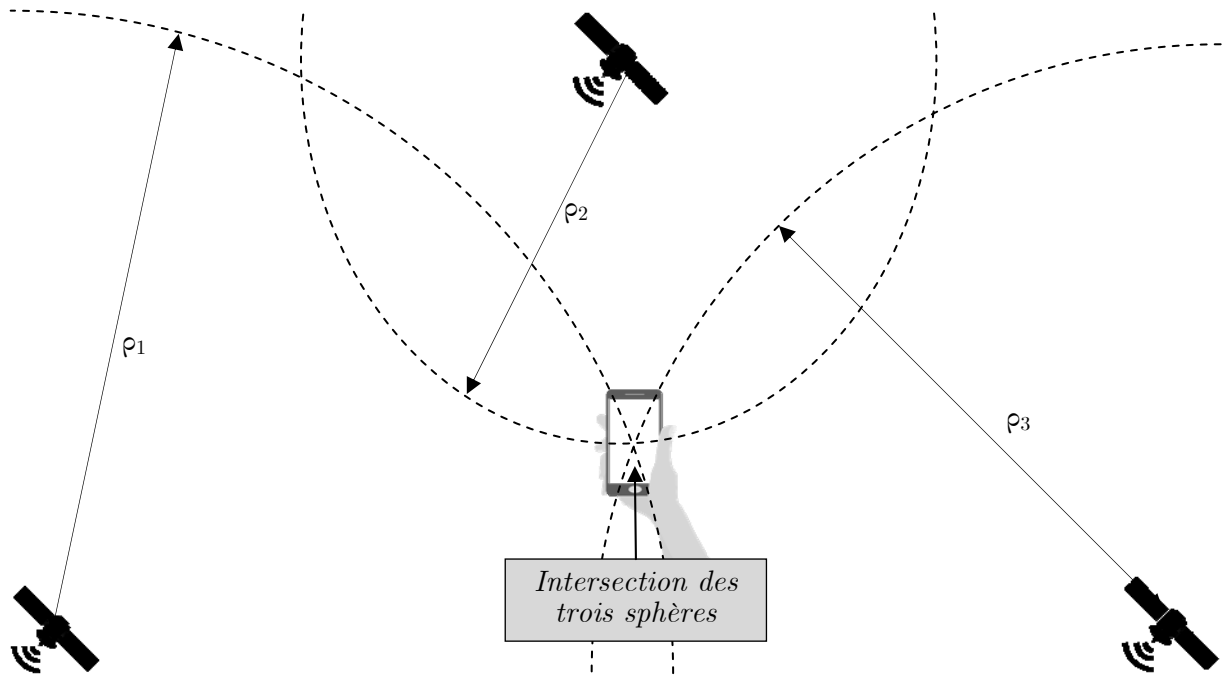 ρ2
ρ1
ρ3
Intersection des
trois sphères